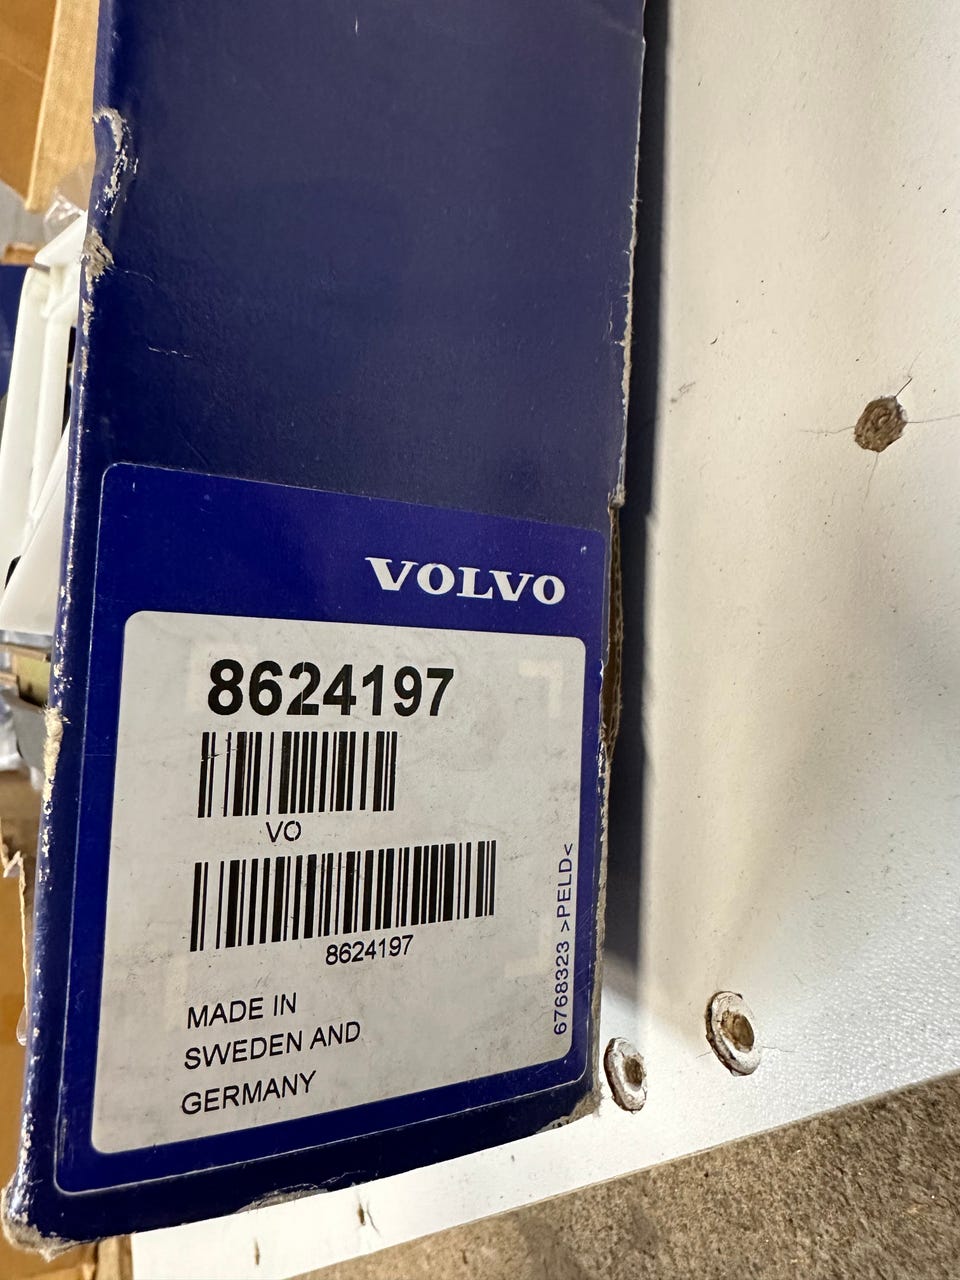 VOLVO
8624197
VO
8624197
MADE IN
SWEDEN AND
GERMANY
6768323 >PELD<